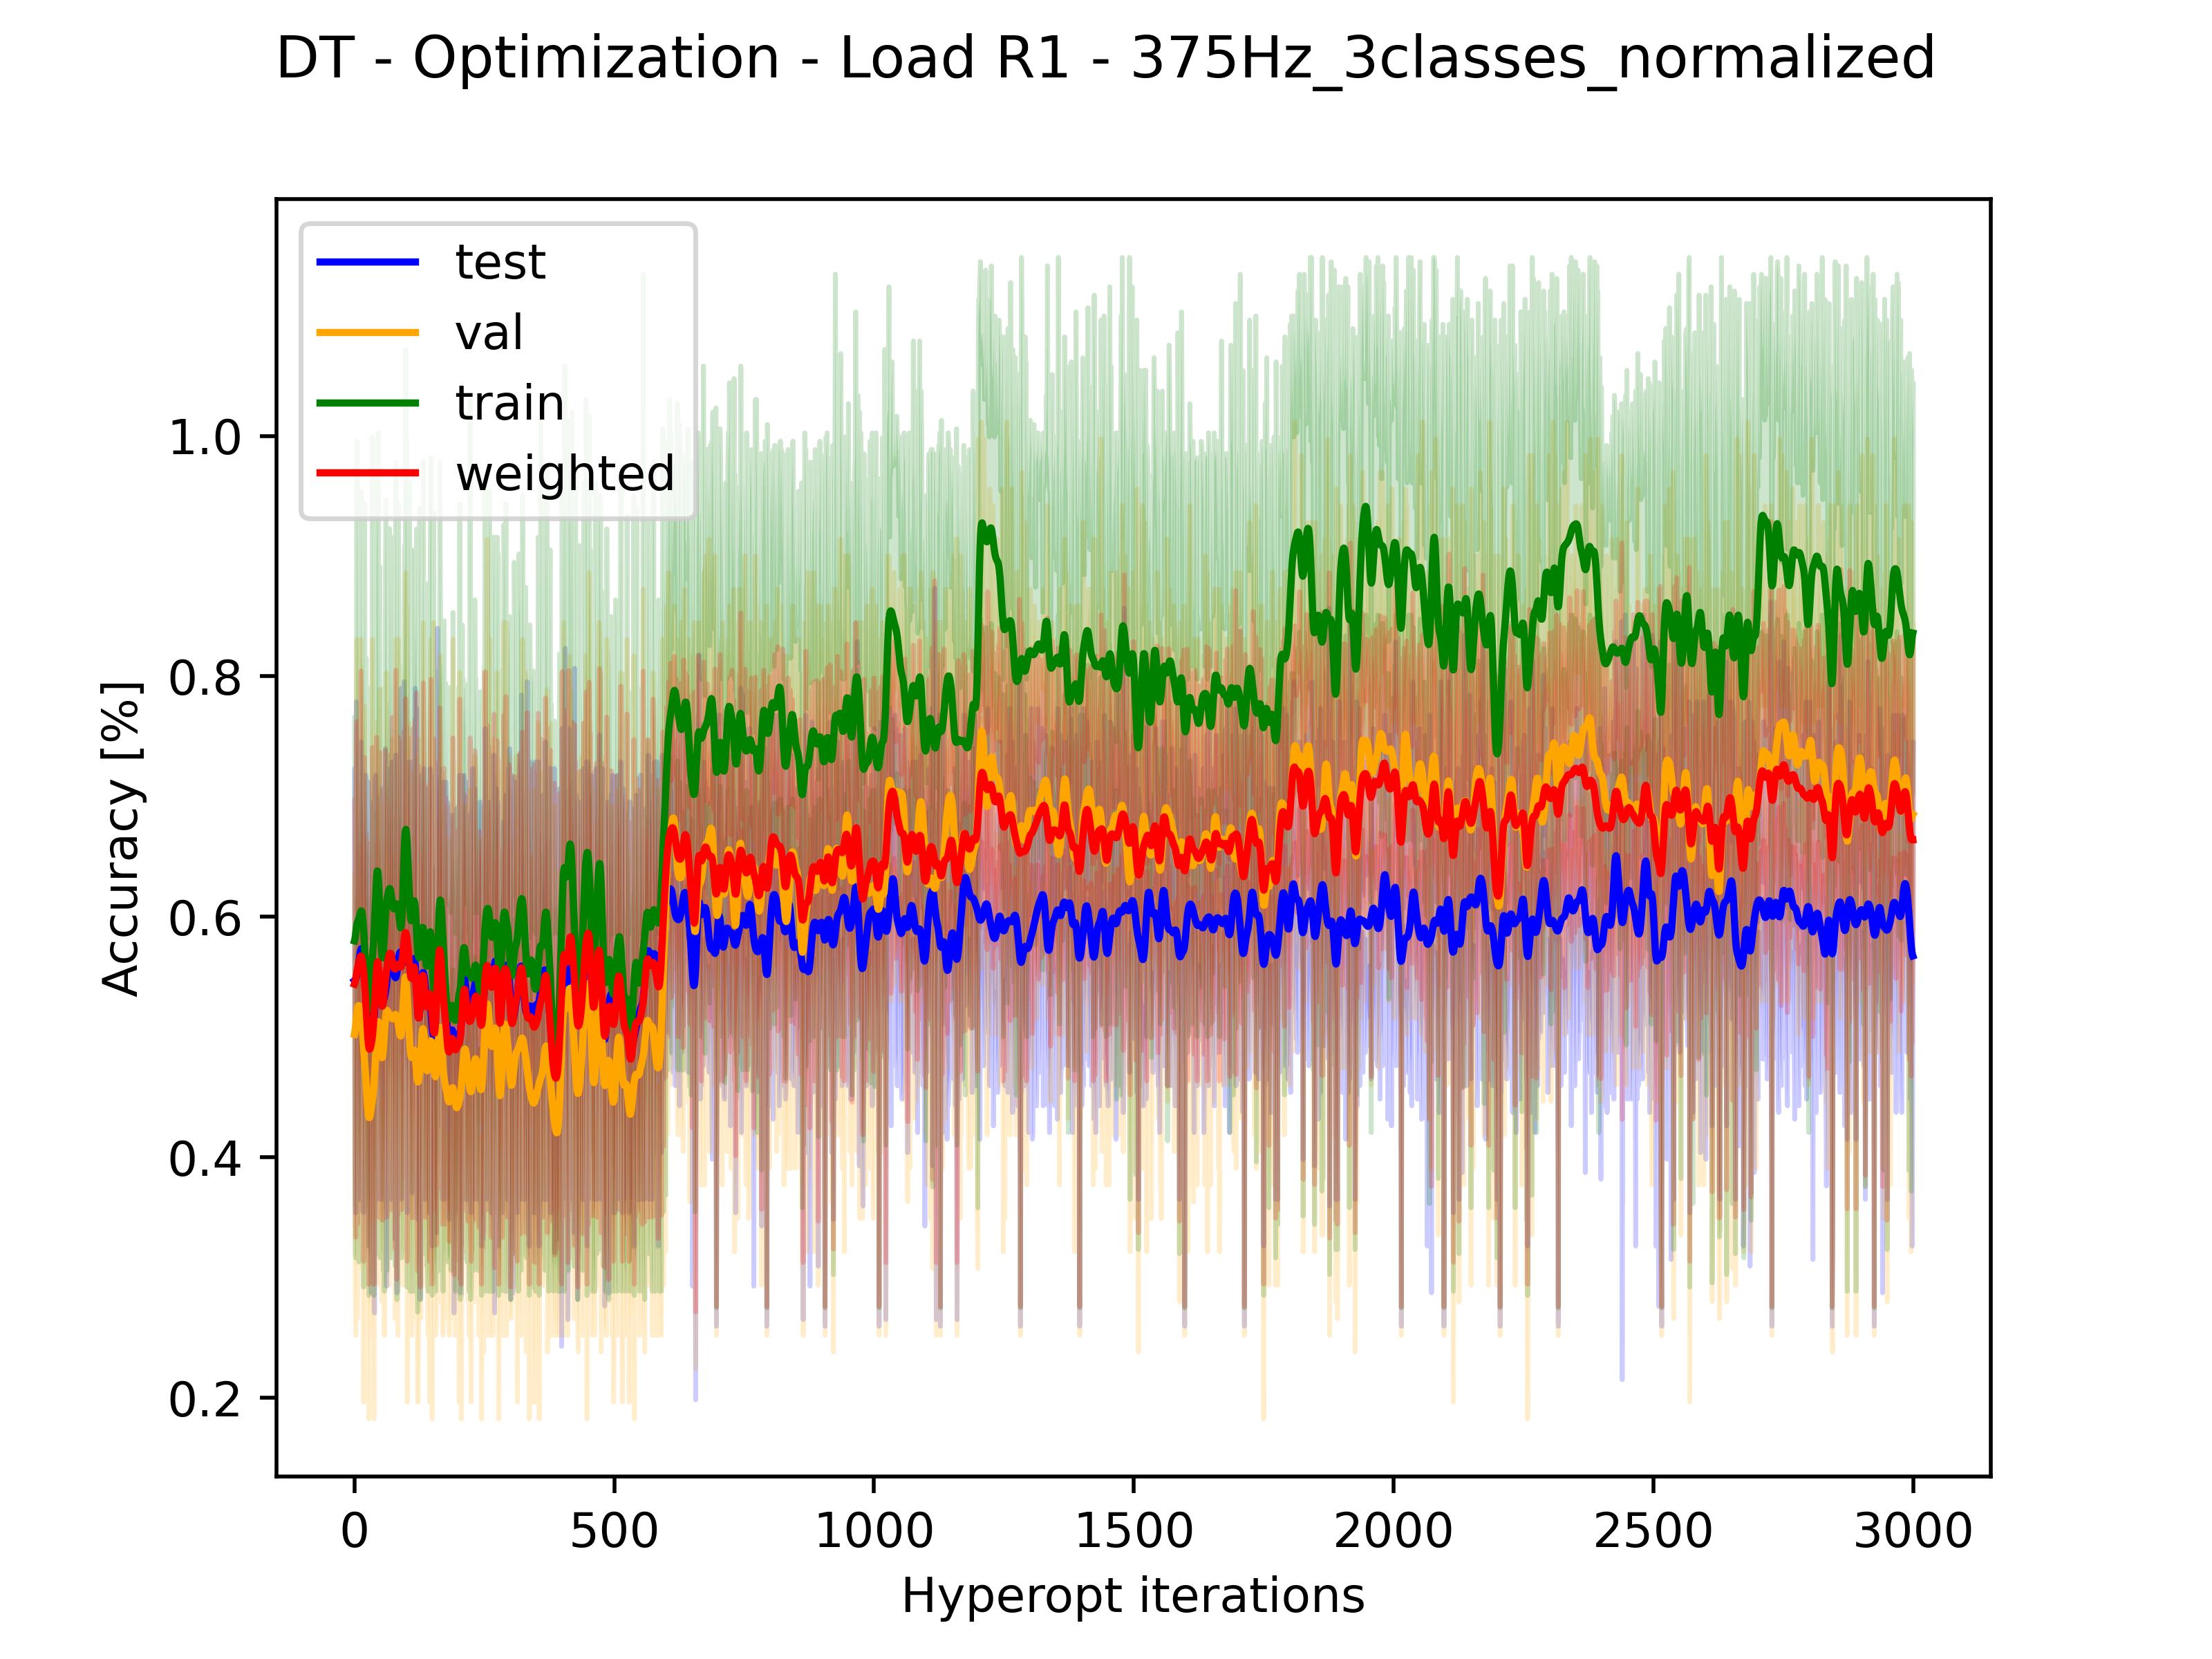 DT - Optimization - Load R1 - 375Hz_3classes_normalized
test
val
train
weighted
1.0
0.8
0.6
0.4
0.2
Accuracy [%]
0 500 1000 1500 2000 2500 3000
Hyperopt iterations